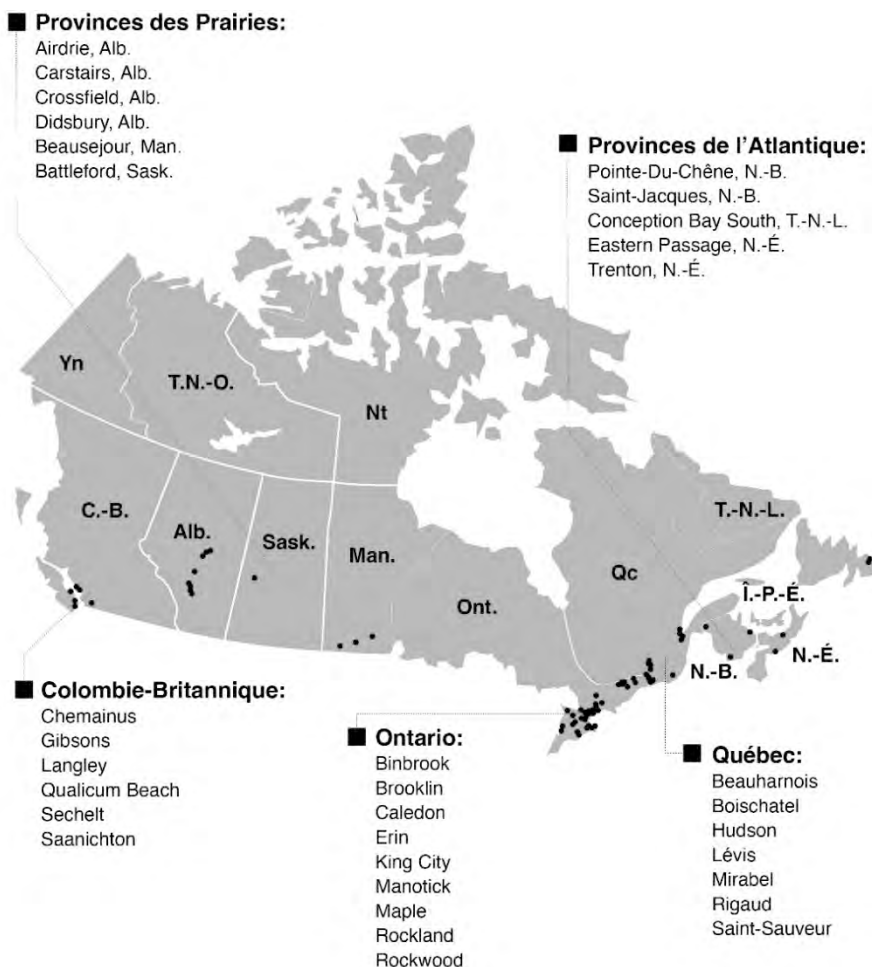 Provinces des Prairies:
Airdrie, Alb.
Carstairs, Alb.
Crossfield, Alb.
Didsbury, Alb.
Beausejour, Man.
Battleford, Sask.
Provinces de l'Atlantique:
Pointe-Du-Chêne, N.-B.
Saint-Jacques, N.-B.
Conception Bay South, T.-N.-L.
Eastern Passage, N.-É.
Trenton, N.-É.
Yn
T.N.-O.
Nt
C.-B.
Alb.
Sask.
Man.
Ont.
Qc
T.-N.-L.
Î.-P.-É.
N.-B.
N.-É.
Colombie-Britannique:
Chemainus
Gibsons
Langley
Qualicum Beach
Sechelt
Saanichton
Ontario:
Binbrook
Brooklin
Caledon
Erin
King City
Manotick
Maple
Rockland
Rockwood
Québec:
Beauharnois
Boischatel
Hudson
Lévis
Mirabel
Rigaud
Saint-Sauveur